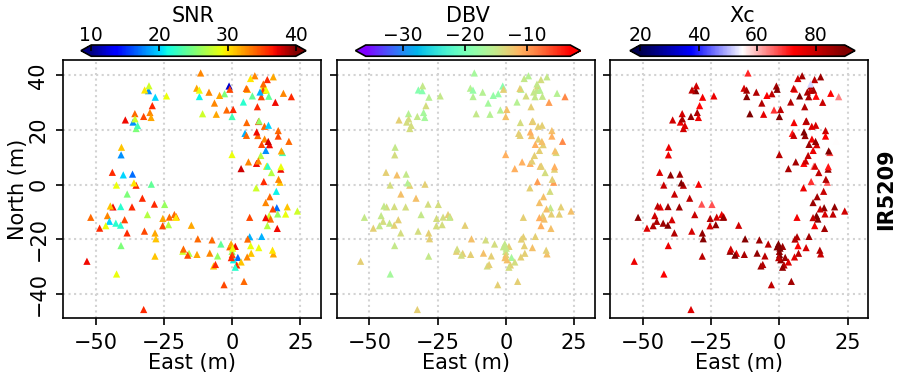 SNR DBV Xc
10 20 30 40 −30 −20 −10 20 40 60 80
40
20
0
−20
−40
North (m)
IR5209
−50 −25 0 25 −50 −25 0 25 −50 −25 0 25
East (m) East (m) East (m)